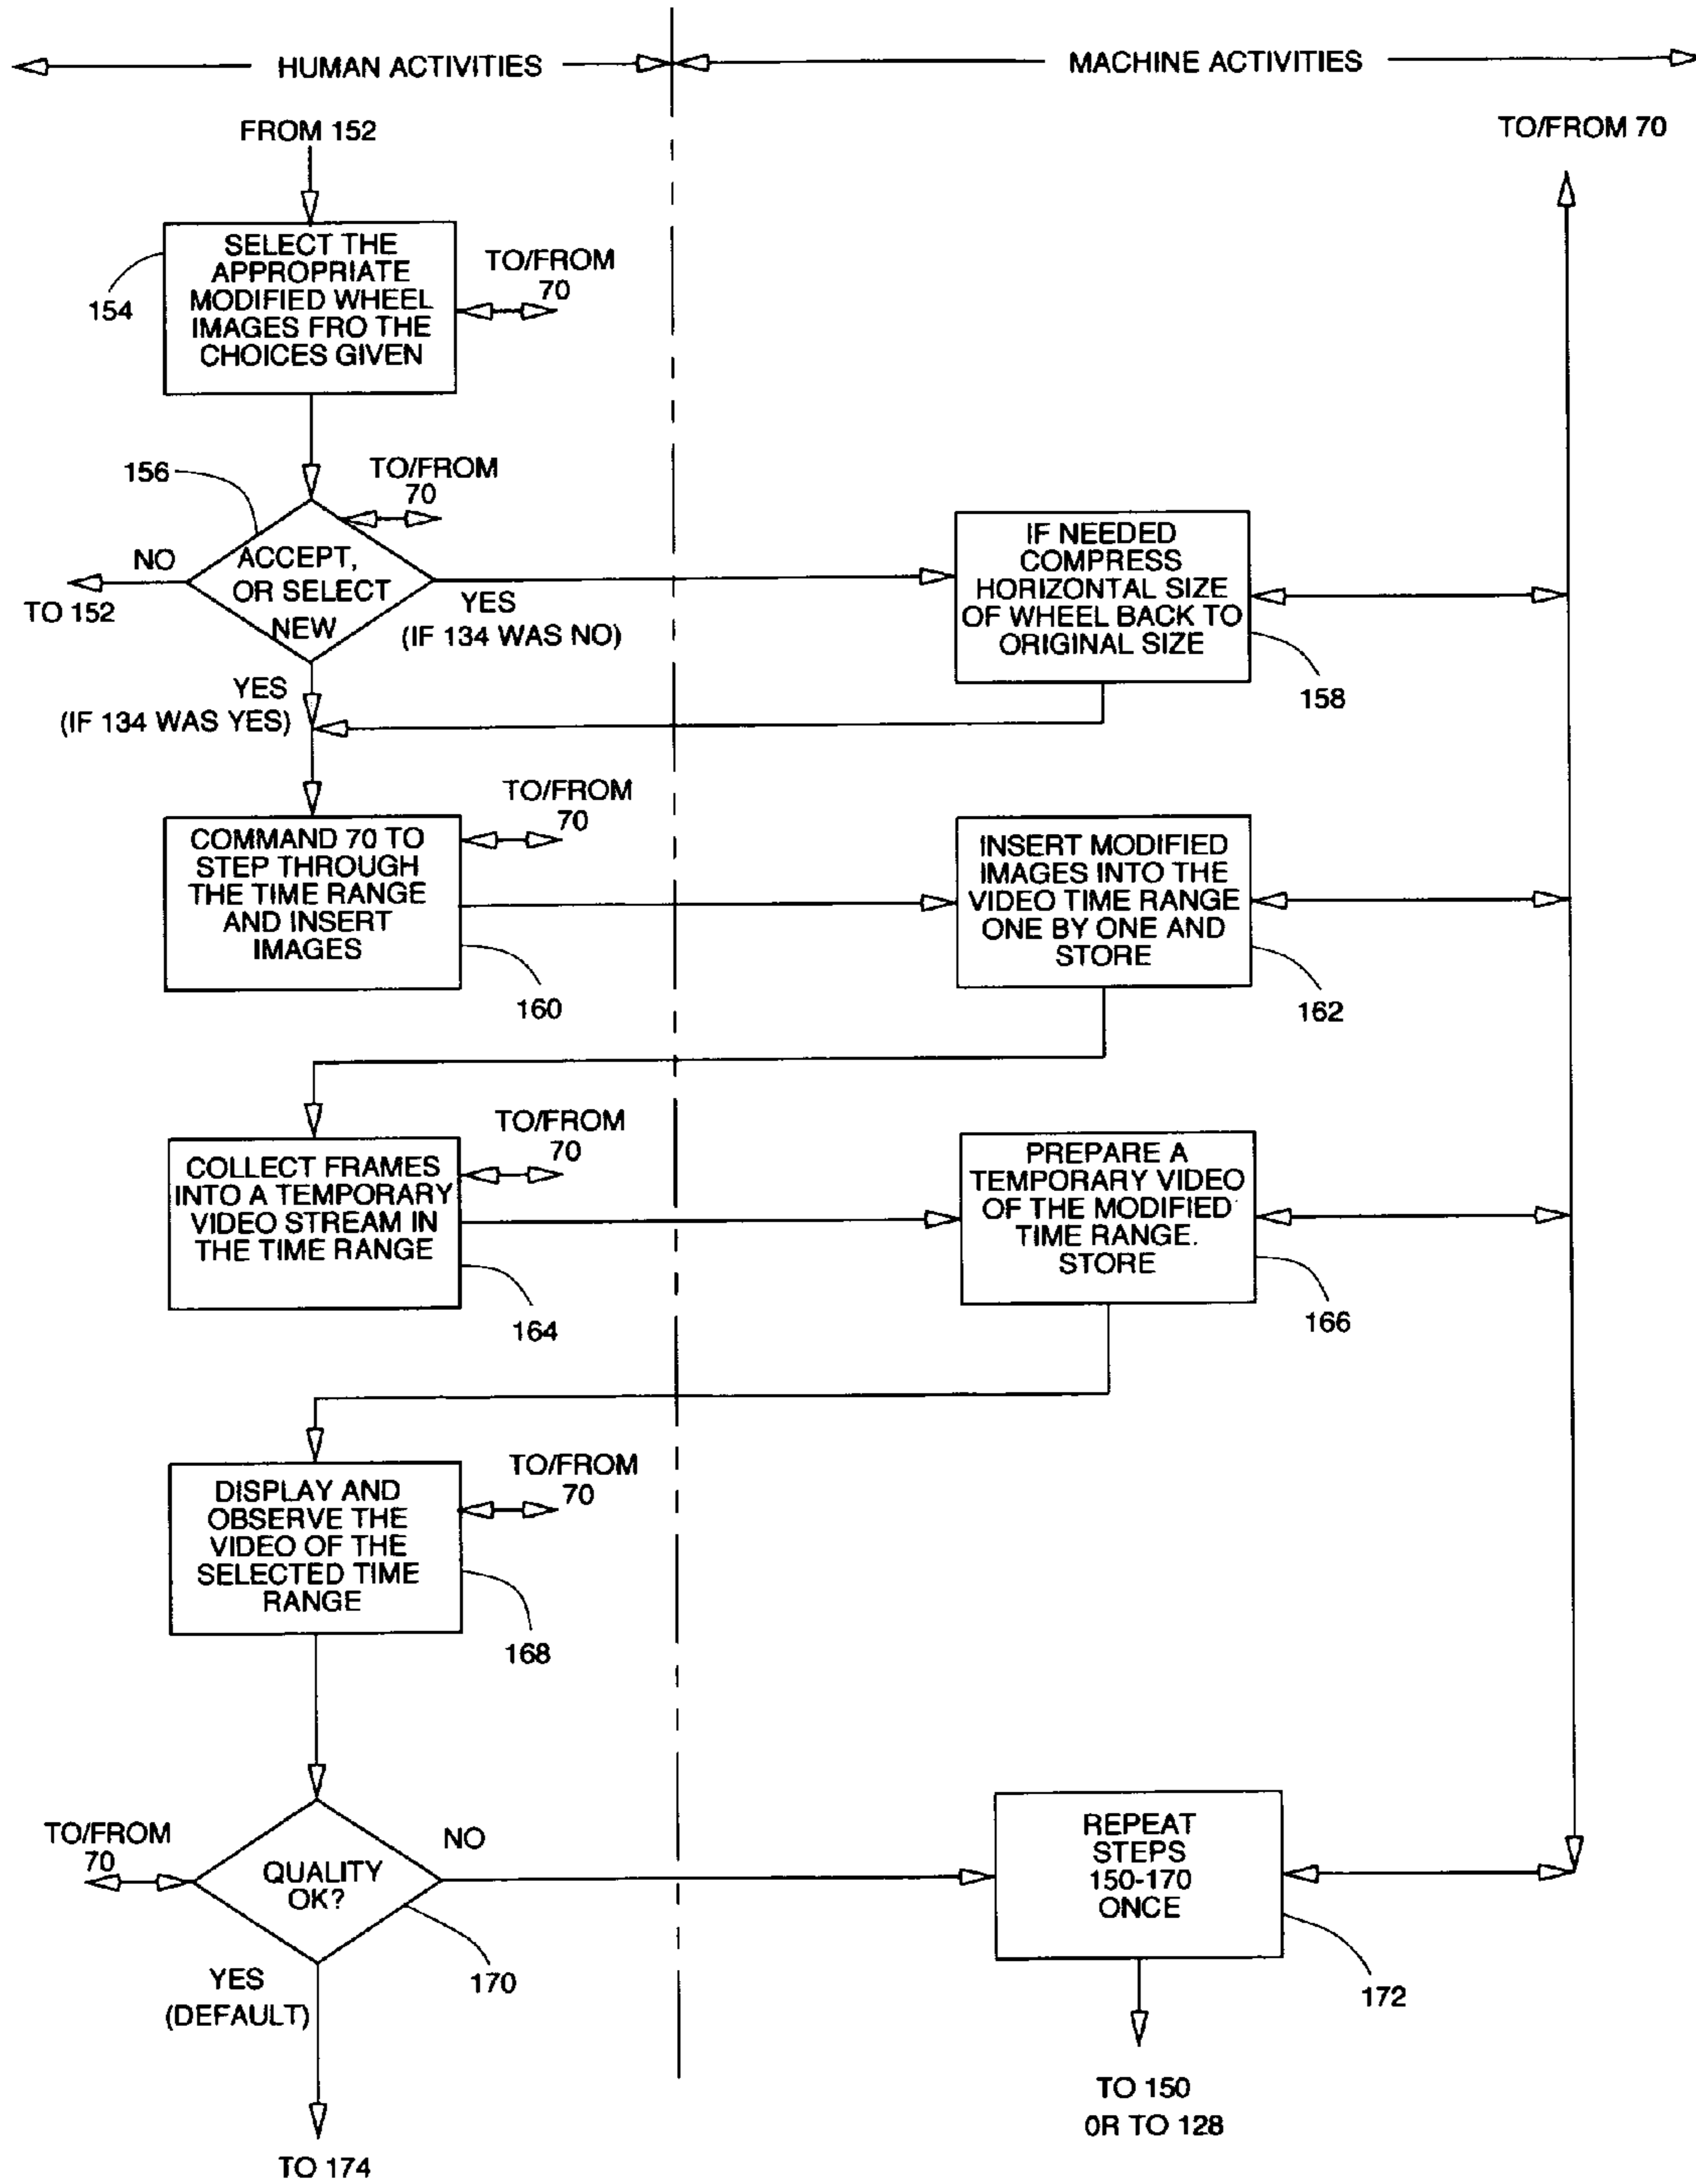 HUMAN ACTIVITIES
MACHINE ACTIVITIES
FROM 152
TO/FROM 70
SELECT THE
APPROPRIATE
MODIFIED WHEEL
IMAGES FRO THE
CHOICES GIVEN
TO/FROM
70
154
156
TO/FROM
70
NO
TO 152
ACCEPT,
OR SELECT
NEW
YES
(IF 134 WAS NO)
IF NEEDED
COMPRESS
HORIZONTAL SIZE
OF WHEEL BACK TO
ORIGINAL SIZE
158
YES
(IF 134 WAS YES)
COMMAND 70 TO
STEP THROUGH
THE TIME RANGE
AND INSERT
IMAGES
TO/FROM
70
160
INSERT MODIFIED
IMAGES INTO THE
VIDEO TIME RANGE
ONE BY ONE AND
STORE
162
COLLECT FRAMES
INTO A TEMPORARY
VIDEO STREAM IN
THE TIME RANGE
TO/FROM
70
164
PREPARE A
TEMPORARY VIDEO
OF THE MODIFIED
TIME RANGE.
STORE
166
DISPLAY AND
OBSERVE THE
VIDEO OF THE
SELECTED TIME
RANGE
TO/FROM
70
168
TO/FROM
70
QUALITY
OK?
NO
170
YES
(DEFAULT)
TO 174
REPEAT
STEPS
150-170
ONCE
172
TO 150
OR TO 128